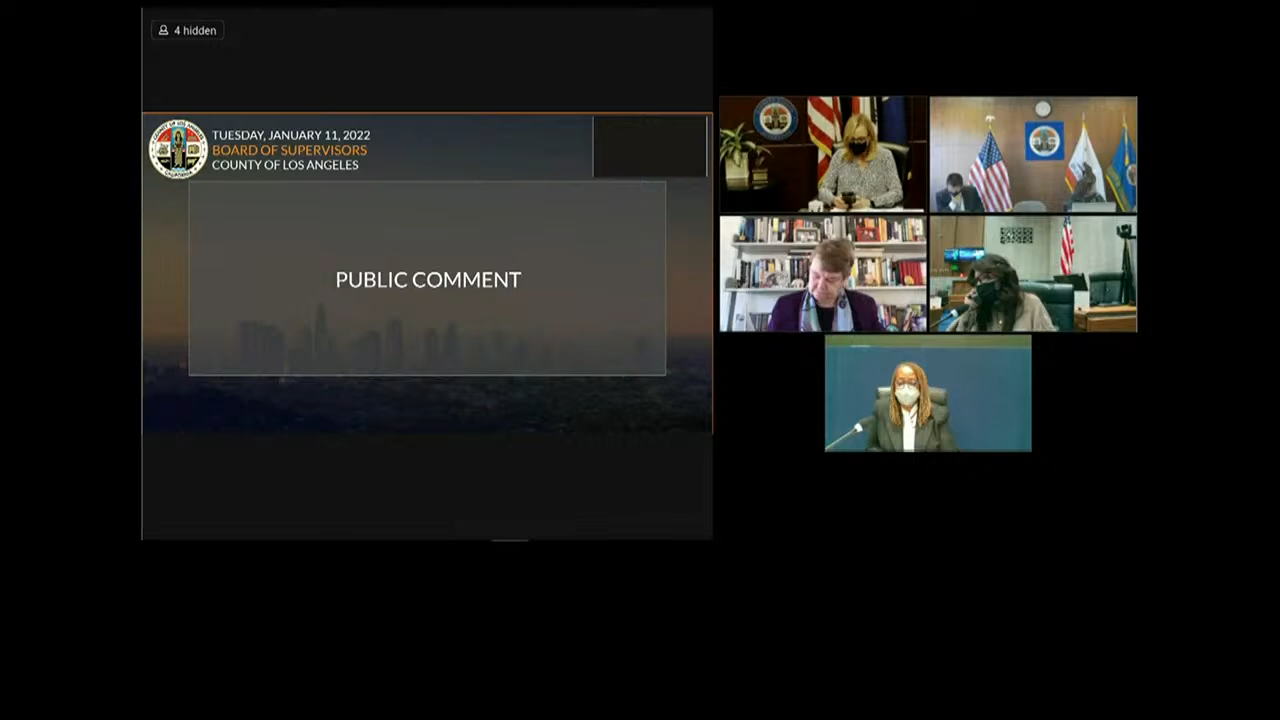 4 hidden
TUESDAY, JANUARY 11, 2022
BOARD OF SUPERVISORS
COUNTY OF LOS ANGELES
PUBLIC COMMENT